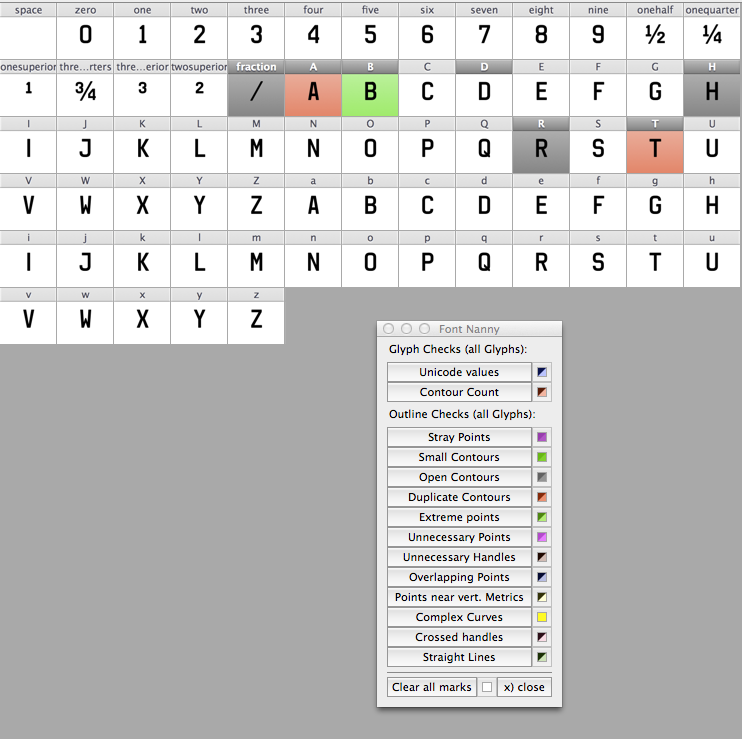 space zero one two three four five six seven eight nine onehalf onequarter
0 1 2 3 4 5 6 7 8 9 ½ ¼
onesuperior thre...rters thre...erior twosuperior fraction A B C D E F G H
1 ¾ 3 2 / A B C D E F G H
I J K L M N O P Q R S T U
I J K L M N O P Q R S T U
V W X Y Z a b c d e f g h
V W X Y Z A B C D E F G H
i j k l m n o p q r s t u
I J K L M N O P Q R S T U
v w x y z
V W X Y Z
Font Nanny
Glyph Checks (all Glyphs):
Unicode values
Contour Count
Outline Checks (all Glyphs):
Stray Points
Small Contours
Open Contours
Duplicate Contours
Extreme points
Unnecessary Points
Unnecessary Handles
Overlapping Points
Points near vert. Metrics
Complex Curves
Crossed handles
Straight Lines
Clear all marks x) close